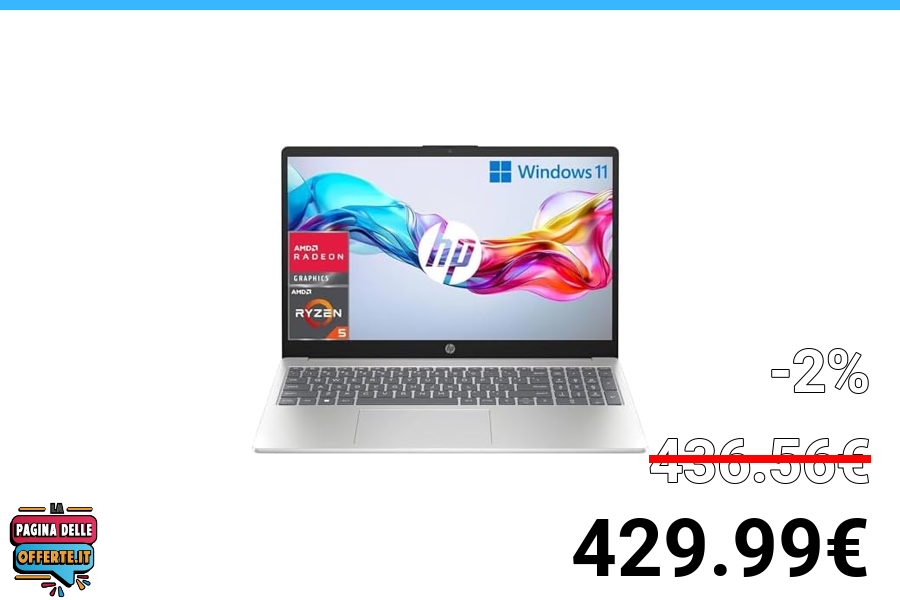 Windows 11
hp
AMD
RADEON
GRAPHICS
AMD
RYZEN
5
hp
-2%
436.56€
429.99€
LA
PAGINA DELLE
OFFERTE.IT